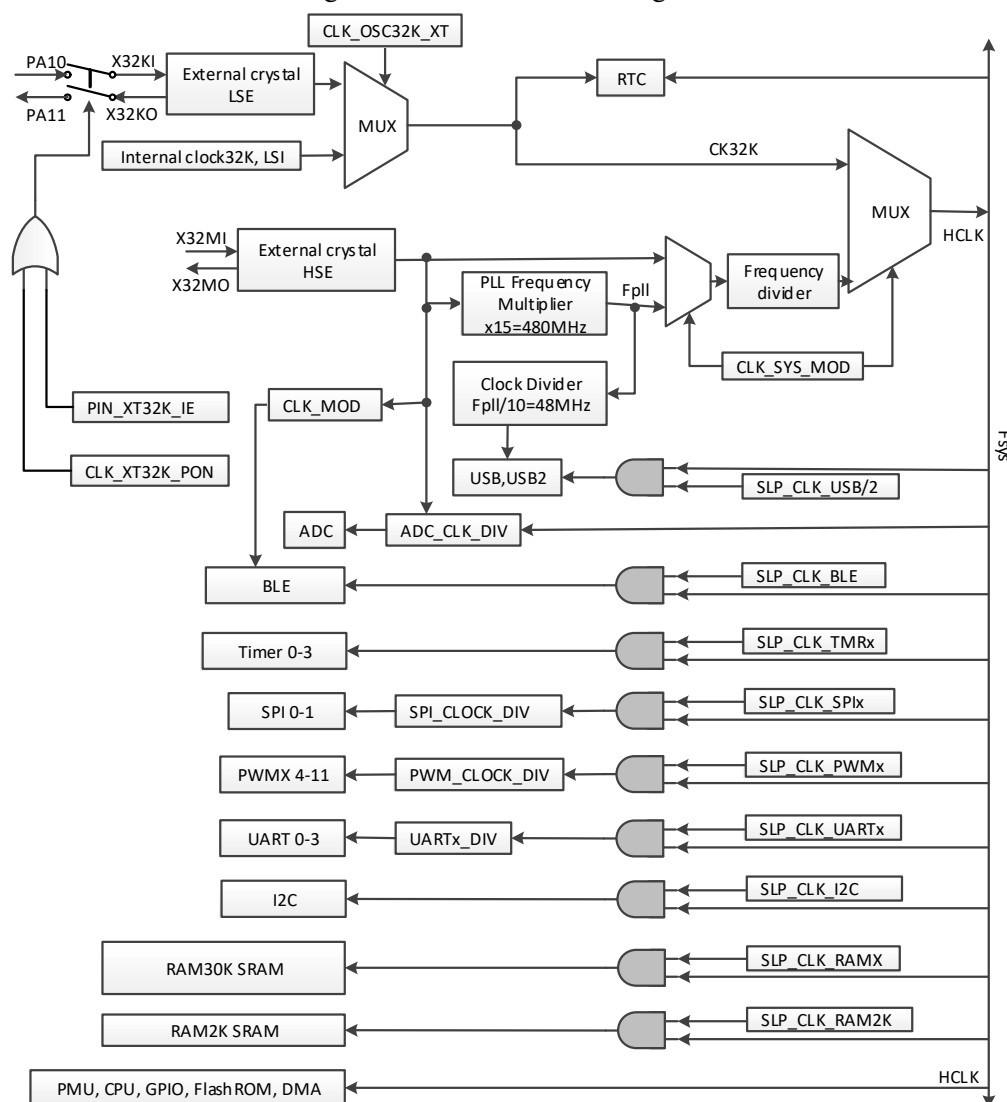 CLK_OSC32K_XT
PA10
X32KI
External crystal
LSE
RTC
PA11
X32KO
MUX
Internal clock32K, LSI
CK32K
MUX
X32MI
External crystal
HSE
HCLK
X32MO
PLL Frequency
Multiplier
x15=480MHz
Fpll
Frequency
divider
CLK_SYS_MOD
Clock Divider
Fpll/10=48MHz
PIN_XT32K_IE
CLK_MOD
Fsys
CLK_XT32K_PON
USB,USB2
SLP_CLK_USB/2
ADC
ADC_CLK_DIV
BLE
SLP_CLK_BLE
Timer 0-3
SLP_CLK_TMRx
SPI 0-1
SPI_CLOCK_DIV
SLP_CLK_SPIx
PWMX 4-11
PWM_CLOCK_DIV
SLP_CLK_PWMx
UART 0-3
UARTx_DIV
SLP_CLK_UARTx
I2C
SLP_CLK_I2C
RAM30K SRAM
SLP_CLK_RAMX
RAM2K SRAM
SLP_CLK_RAM2K
PMU, CPU, GPIO, FlashROM, DMA
HCLK